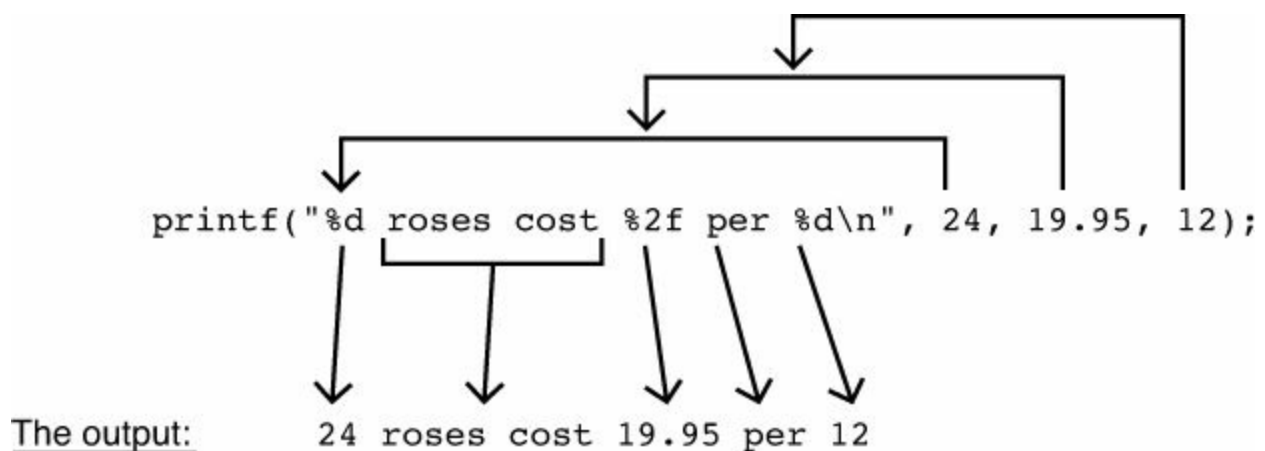 printf("%d roses cost %2f per %d\n", 24, 19.95, 12);
The output: 24 roses cost 19.95 per 12